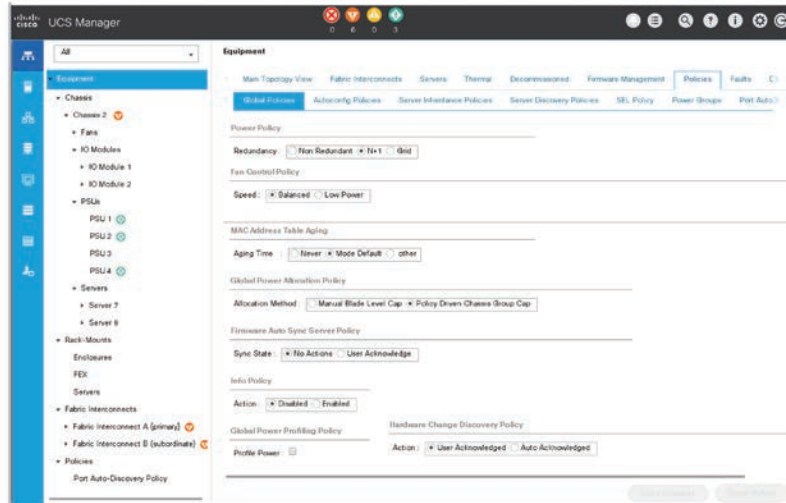 cisco UCS Manager
0 6 0 3
All
Equipment
Chassis
Chassis 2
Fans
IO Modules
IO Module 1
IO Module 2
PSUs
PSU 1
PSU 2
PSU 3
PSU 4
Servers
Server 7
Server 8
Rack-Mounts
Enclosures
FEX
Servers
Fabric Interconnects
Fabric Interconnect A (primary)
Fabric Interconnect B (subordinate)
Policies
Port Auto-Discovery Policy
Equipment
Main Topology View Fabric Interconnects Servers Thermal Decommissioned Firmware Management Policies Faults
Global Policies Autoconfig Policies Server Inheritance Policies Server Discovery Policies SEL Policy Power Groups Port Auto
Power Policy
Redundancy : Non Redundant N+1 Grid
Fan Control Policy
Speed : Balanced Low Power
MAC Address Table Aging
Aging Time : Never Mode Default other
Global Power Allocation Policy
Allocation Method : Manual Blade Level Cap Policy Driven Chassis Group Cap
Firmware Auto Sync Server Policy
Sync State : No Actions User Acknowledge
Info Policy
Action : Disabled Enabled
Global Power Profiling Policy
Profile Power :
Hardware Change Discovery Policy
Action : User Acknowledged Auto Acknowledged